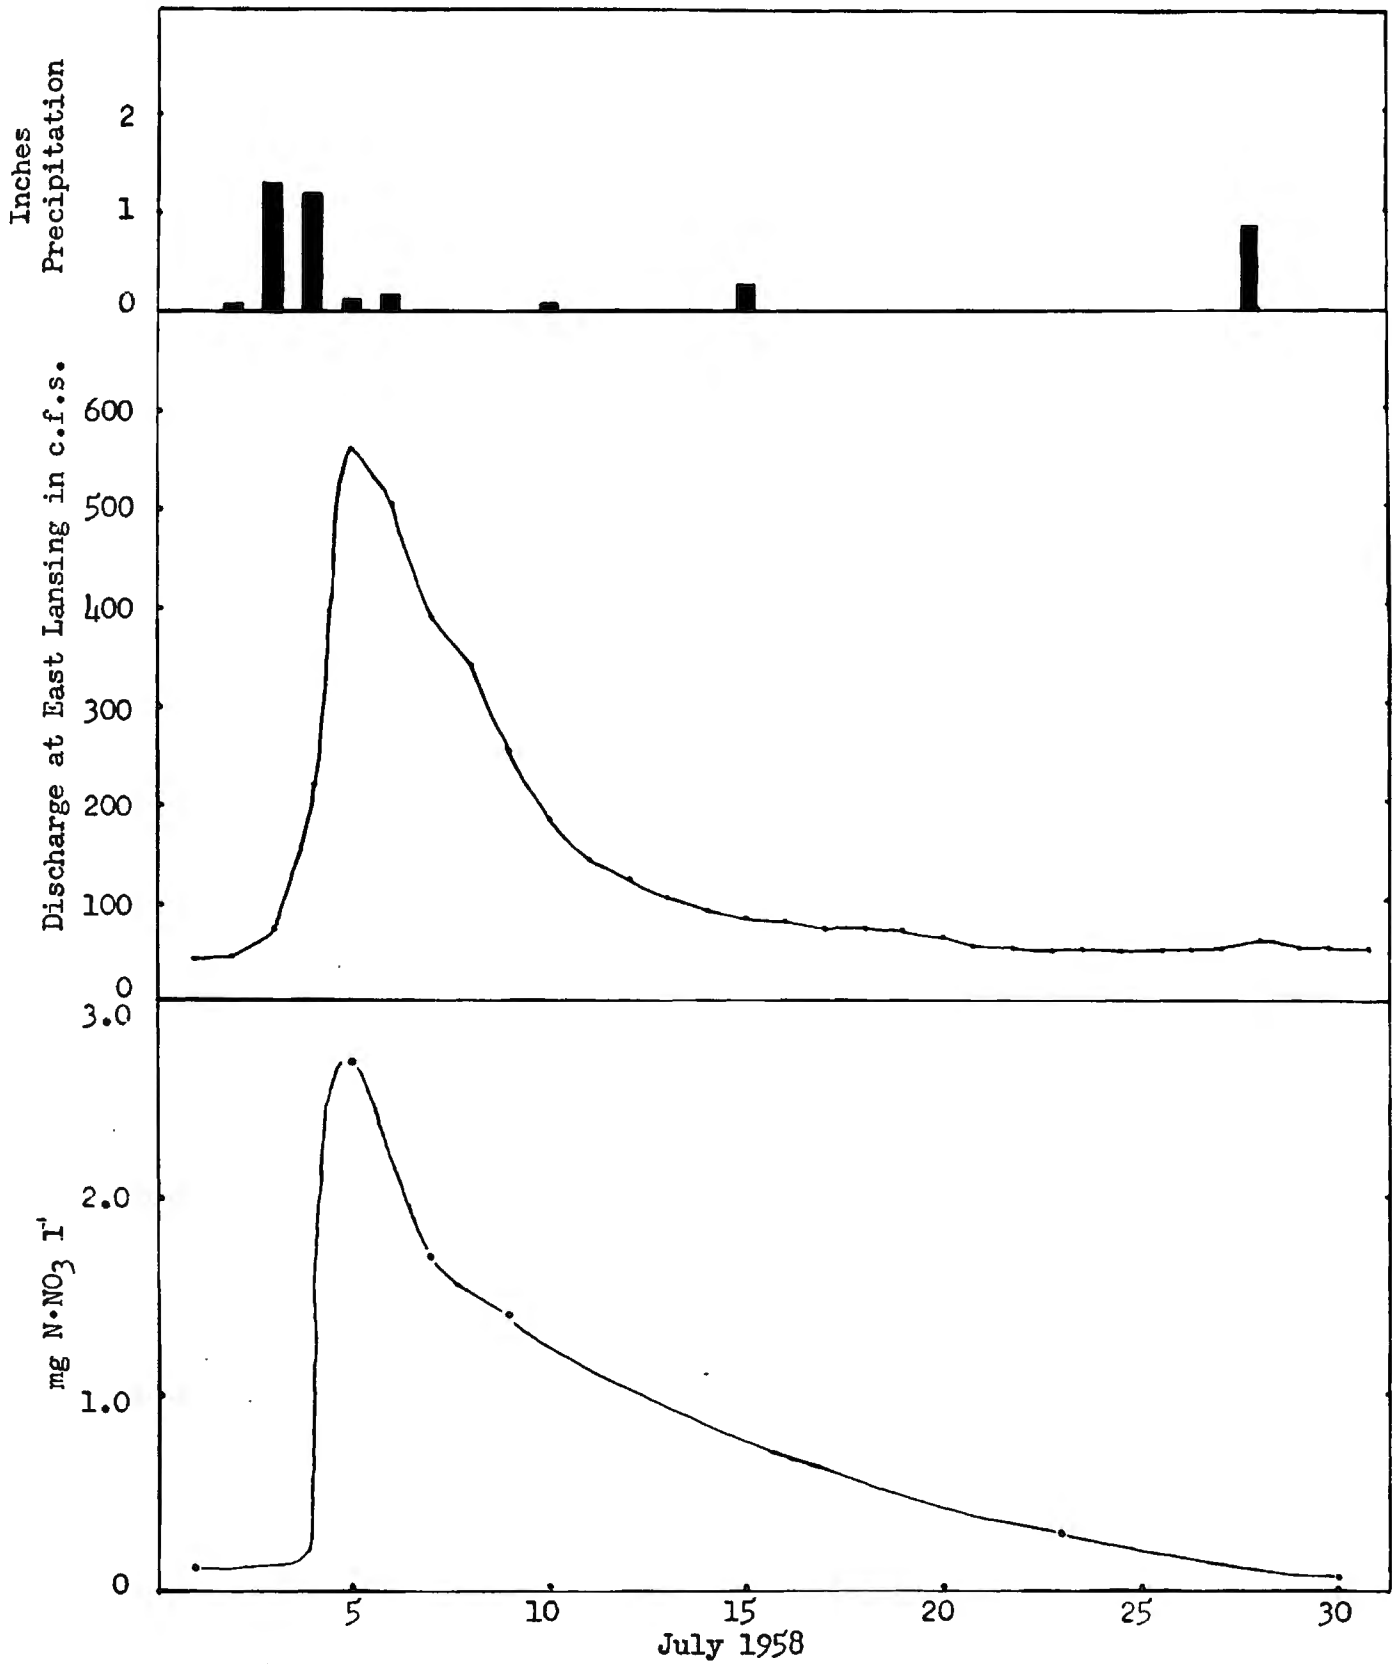 Inches
Precipitation
2
1
0
Discharge at East Lansing in c.f.s.
600
500
400
300
200
100
0
mg N·NO3 l⁻¹
3.0
2.0
1.0
0
5 10 15 20 25 30
July 1958